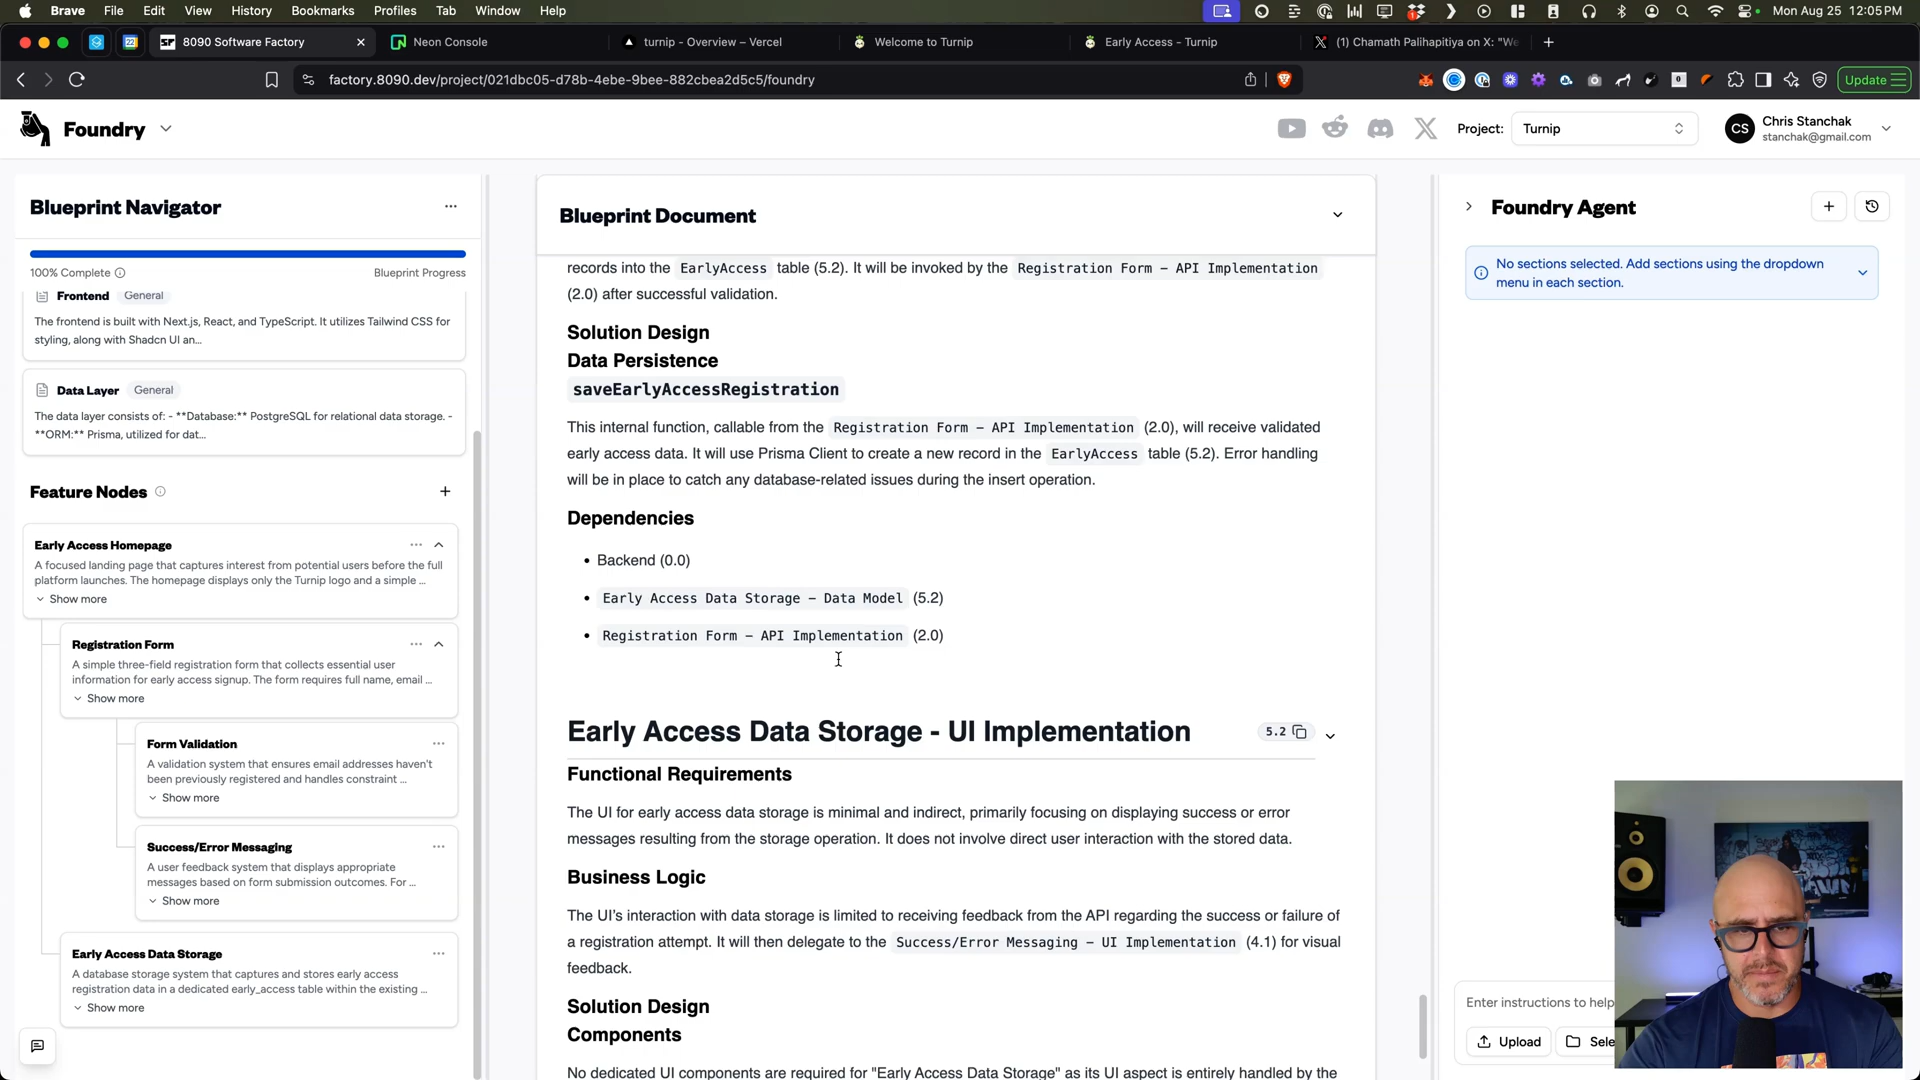 Brave File Edit View History Bookmarks Profiles Tab Window Help Mon Aug 25 12:05 PM
22 8090 Software Factory Neon Console turnip - Overview – Vercel Welcome to Turnip Early Access - Turnip (1) Chamath Palihapitiya on X: "We
factory.8090.dev/project/021dbc05-d78b-4ebe-9bee-882cbea2d5c5/foundry Update
Foundry Project: Turnip CS Chris Stanchak
stanchak@gmail.com
Blueprint Navigator
100% Complete Blueprint Progress
Frontend General
The frontend is built with Next.js, React, and TypeScript. It utilizes Tailwind CSS for
styling, along with Shadcn UI an...
Data Layer General
The data layer consists of: - **Database:** PostgreSQL for relational data storage. -
**ORM:** Prisma, utilized for dat...
Feature Nodes
Early Access Homepage
A focused landing page that captures interest from potential users before the full
platform launches. The homepage displays only the Turnip logo and a simple ...
Show more
Registration Form
A simple three-field registration form that collects essential user
information for early access signup. The form requires full name, email ...
Show more
Form Validation
A validation system that ensures email addresses haven't
been previously registered and handles constraint ...
Show more
Success/Error Messaging
A user feedback system that displays appropriate
messages based on form submission outcomes. For ...
Show more
Early Access Data Storage
A database storage system that captures and stores early access
registration data in a dedicated early_access table within the existing ...
Show more
Blueprint Document
records into the EarlyAccess table (5.2). It will be invoked by the Registration Form – API Implementation
(2.0) after successful validation.
Solution Design
Data Persistence
saveEarlyAccessRegistration
This internal function, callable from the Registration Form – API Implementation (2.0), will receive validated
early access data. It will use Prisma Client to create a new record in the EarlyAccess table (5.2). Error handling
will be in place to catch any database-related issues during the insert operation.
Dependencies
• Backend (0.0)
• Early Access Data Storage – Data Model (5.2)
• Registration Form – API Implementation (2.0)
Early Access Data Storage - UI Implementation 5.2
Functional Requirements
The UI for early access data storage is minimal and indirect, primarily focusing on displaying success or error
messages resulting from the storage operation. It does not involve direct user interaction with the stored data.
Business Logic
The UI's interaction with data storage is limited to receiving feedback from the API regarding the success or failure of
a registration attempt. It will then delegate to the Success/Error Messaging – UI Implementation (4.1) for visual
feedback.
Solution Design
Components
No dedicated UI components are required for "Early Access Data Storage" as its UI aspect is entirely handled by the
Foundry Agent
No sections selected. Add sections using the dropdown
menu in each section.
Enter instructions to help
Upload Sele